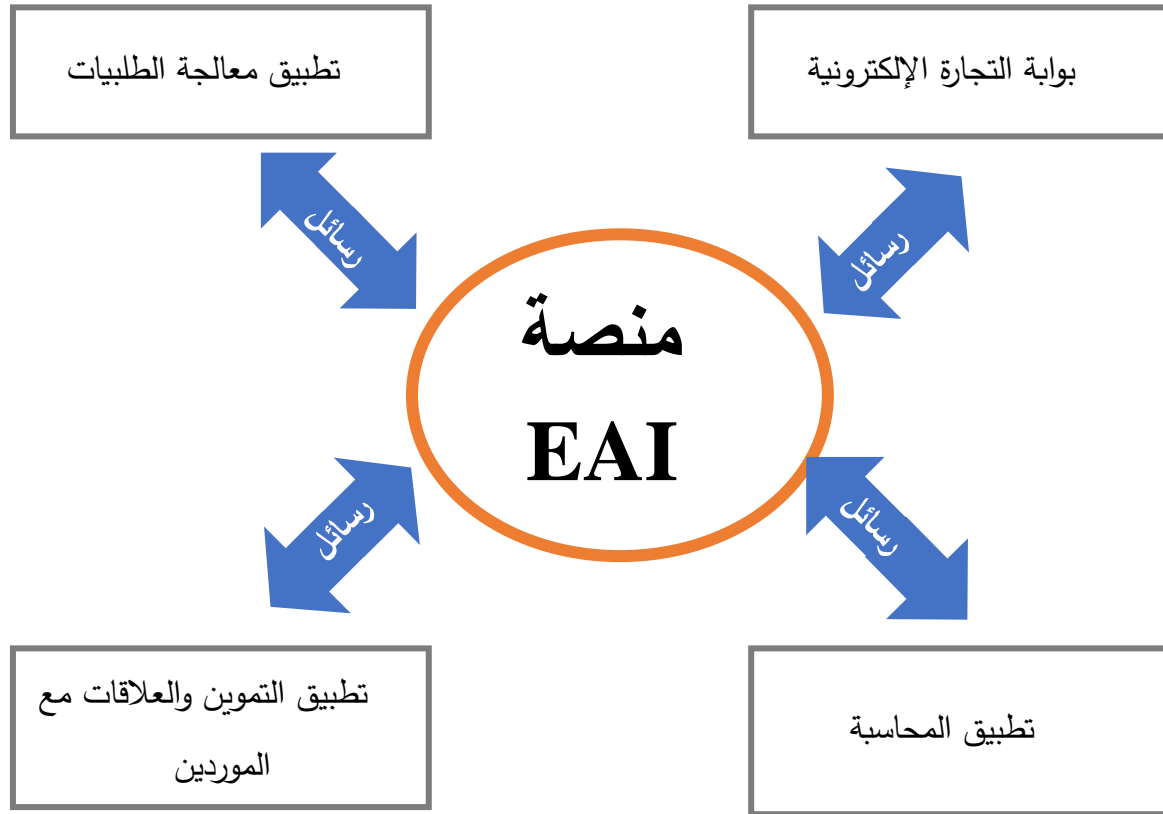 بوابة التجارة الإلكترونية
تطبيق معالجة الطلبيات
رسائل
رسائل
منصة
EAI
رسائل
رسائل
تطبيق المحاسبة
تطبيق التموين والعلاقات مع
الموردين